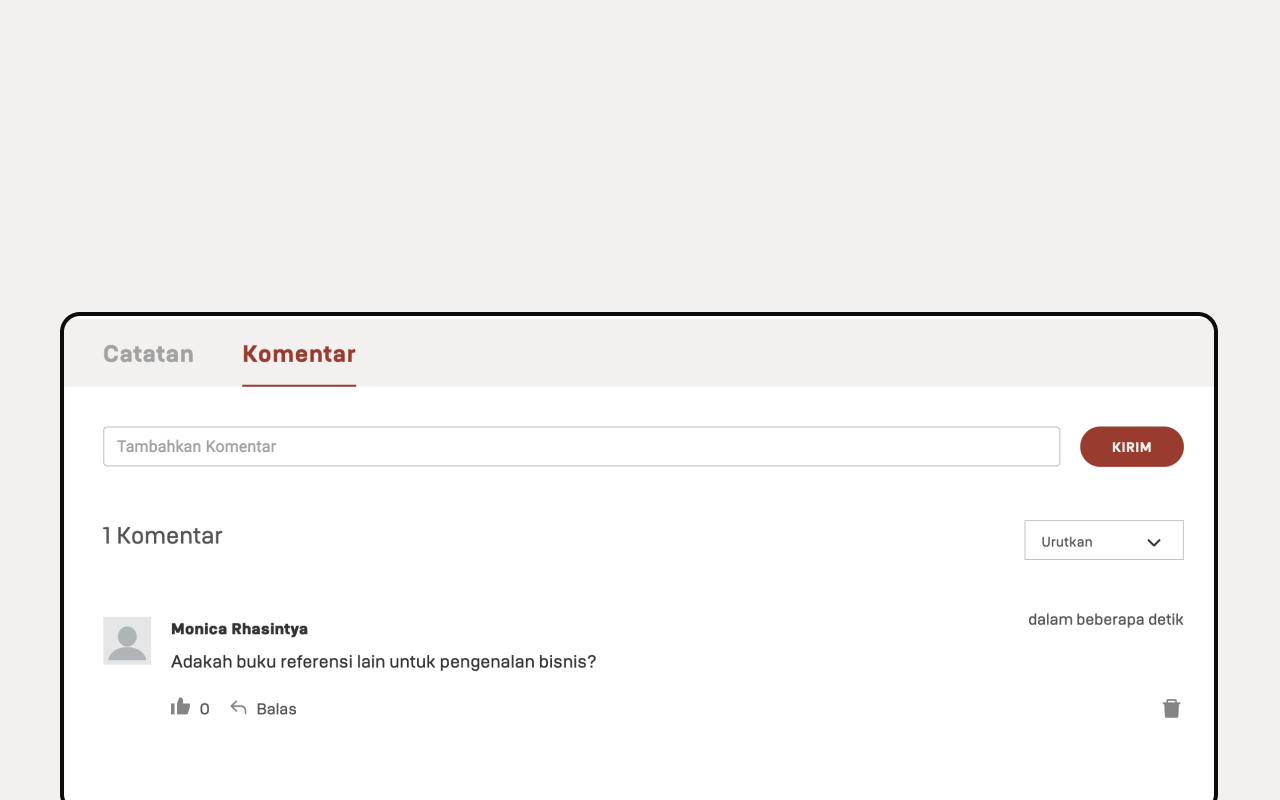 Catatan Komentar
Tambahkan Komentar KIRIM
1 Komentar Urutkan
Monica Rhasintya dalam beberapa detik
Adakah buku referensi lain untuk pengenalan bisnis?
0 Balas